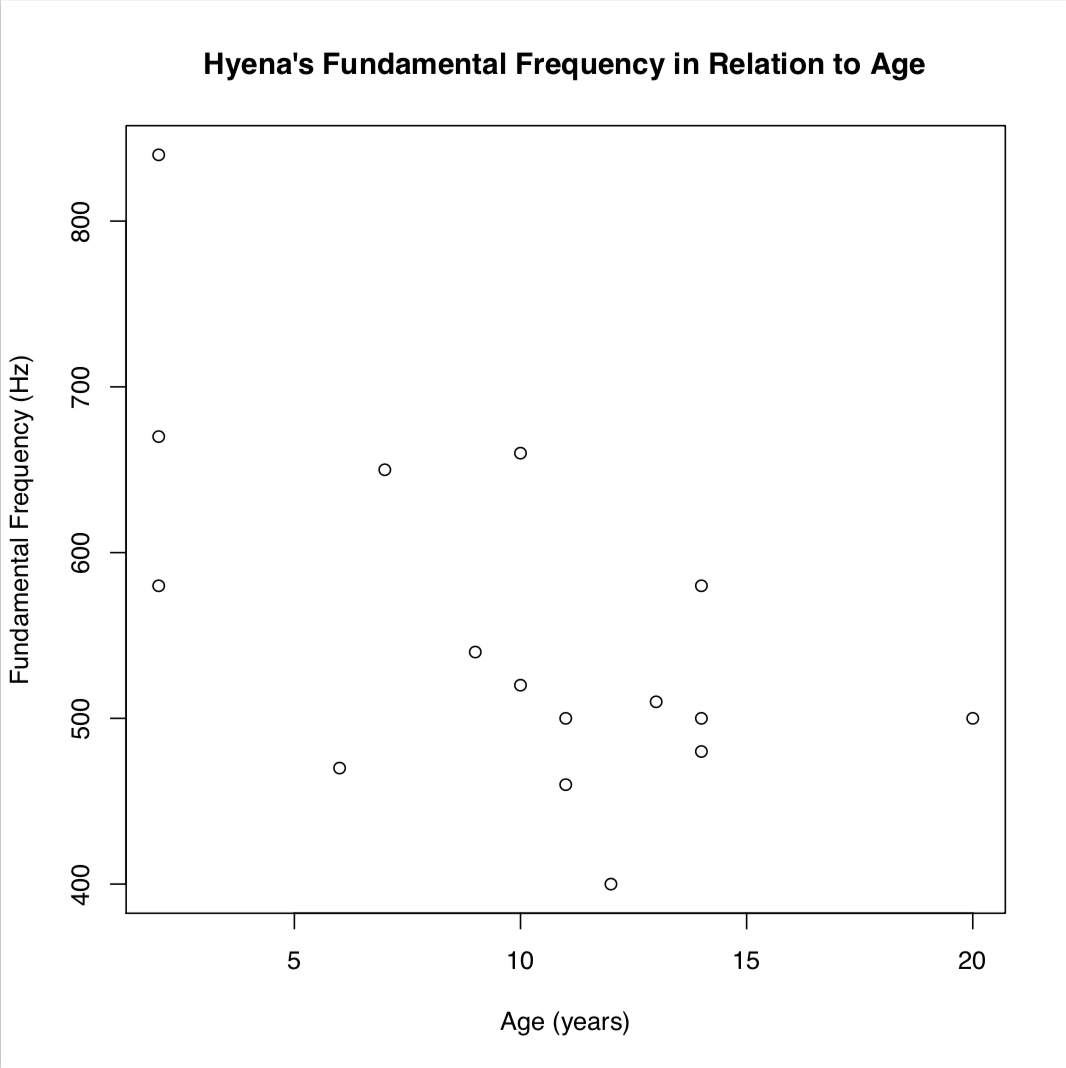 Hyena's Fundamental Frequency in Relation to Age
Fundamental Frequency (Hz)
800
700
600
500
400
5 10 15 20
Age (years)